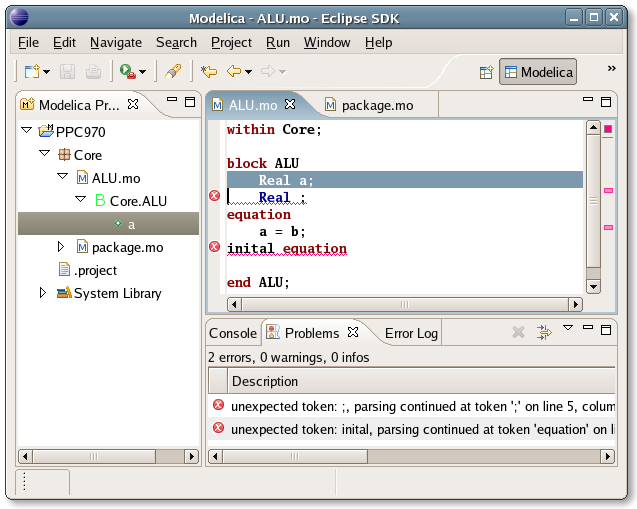 Modelica - ALU.mo - Eclipse SDK
File Edit Navigate Search Project Run Window Help
Modelica
»
Modelica Pr...
PPC970
Core
ALU.mo
Core.ALU
a
package.mo
.project
System Library
ALU.mo package.mo
within Core;
block ALU
Real a;
Real ;
equation
a = b;
inital equation
end ALU;
Console Problems Error Log
2 errors, 0 warnings, 0 infos
Description
unexpected token: ;, parsing continued at token ';' on line 5, colum
unexpected token: inital, parsing continued at token 'equation' on li